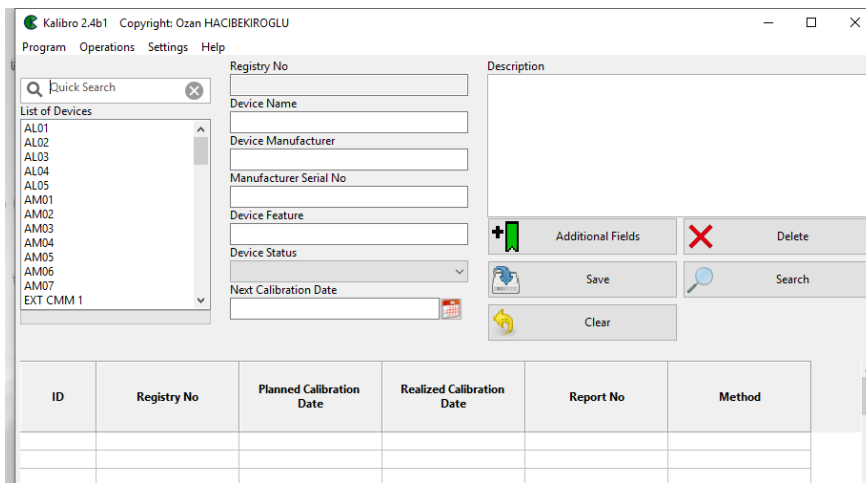 Kalibro 2.4b1 Copyright: Ozan HACIBEKIROGLU
Program Operations Settings Help
Quick Search
List of Devices
AL01
AL02
AL03
AL04
AL05
AM01
AM02
AM03
AM04
AM05
AM06
AM07
EXT CMM 1
Registry No
Device Name
Device Manufacturer
Manufacturer Serial No
Device Feature
Device Status
Next Calibration Date
Description
Additional Fields
Delete
Save
Search
Clear
ID
Registry No
Planned Calibration
Date
Realized Calibration
Date
Report No
Method